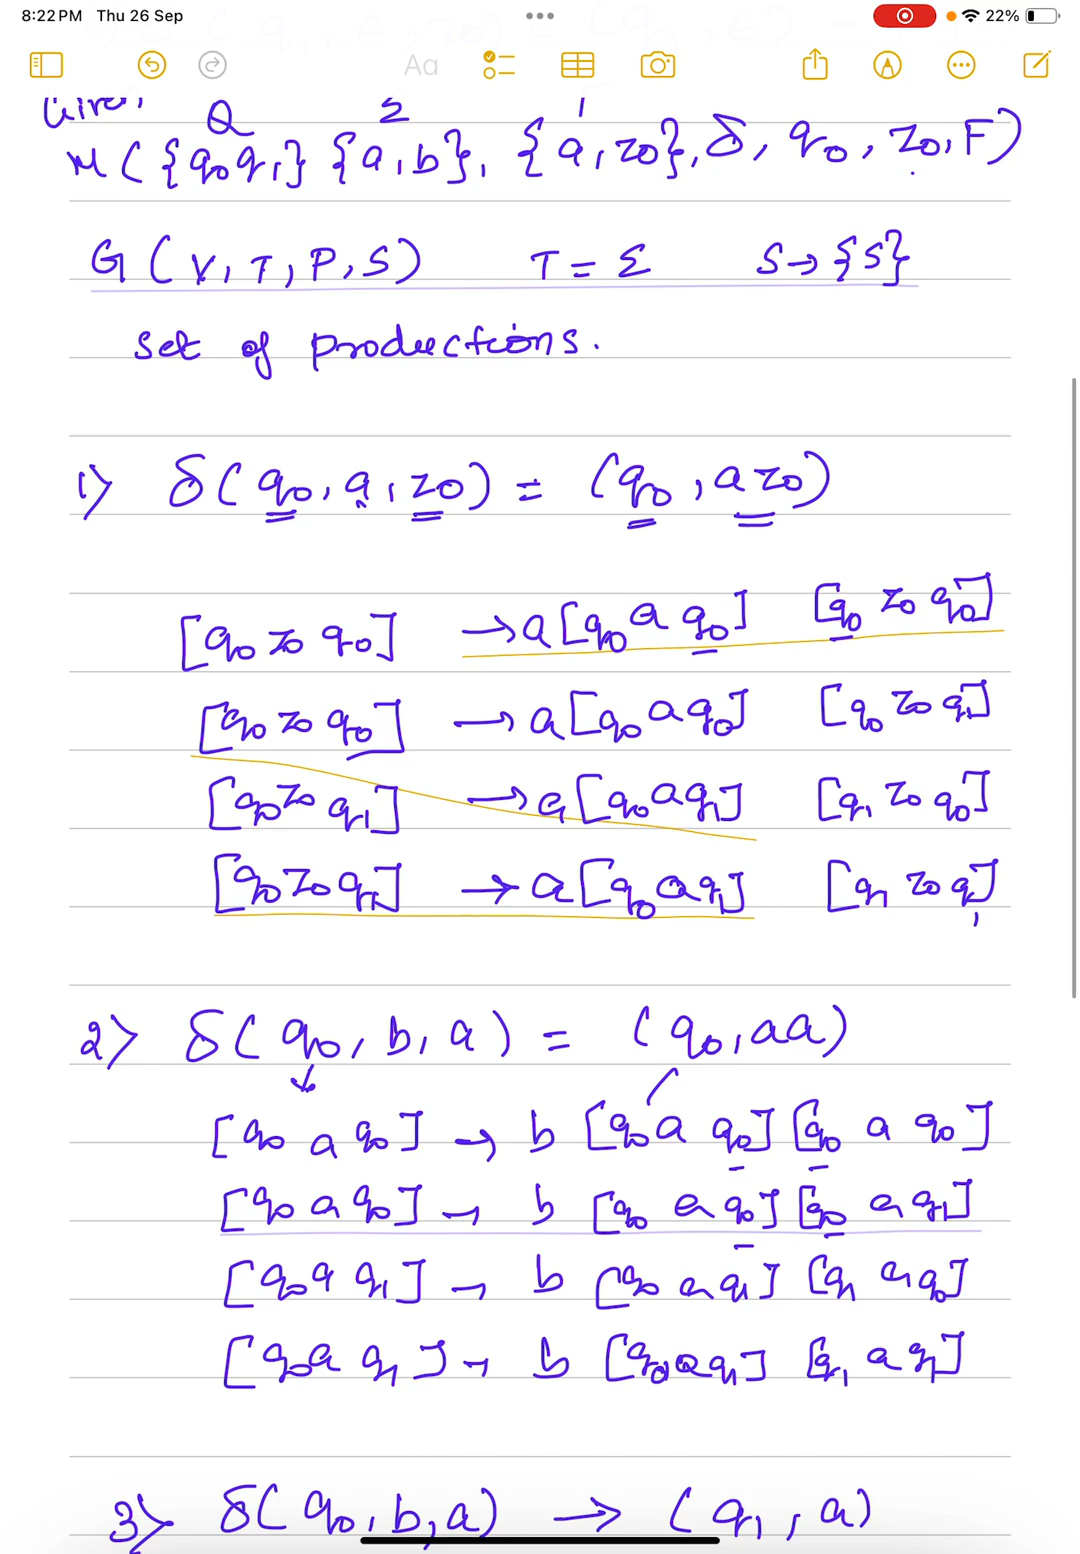 8:22 PM Thu 26 Sep
22%
Aa
Given
Q Σ
M ( {q0 q1} {a, b}, {a, z0}, δ, q0, z0, F )
G ( V, T, P, S ) T = Σ S → {S}
set of productions.
1) δ( q0, a, z0 ) = ( q0, a z0 )
[q0 z0 q0] → a [q0 a q0] [q0 z0 q0]
[q0 z0 q0] → a [q0 a q0] [q0 z0 q1]
[q0 z0 q1] → a [q0 a q1] [q1 z0 q0]
[q0 z0 q1] → a [q0 a q1] [q1 z0 q1]
2) δ( q0, b, a ) = ( q0, aa )
[q0 a q0] → b [q0 a q0] [q0 a q0]
[q0 a q0] → b [q0 a q0] [q0 a q1]
[q0 a q1] → b [q0 a q1] [q1 a q0]
[q0 a q1] → b [q0 a q1] [q1 a q1]
3) δ( q0, b, a ) → ( q1, a )